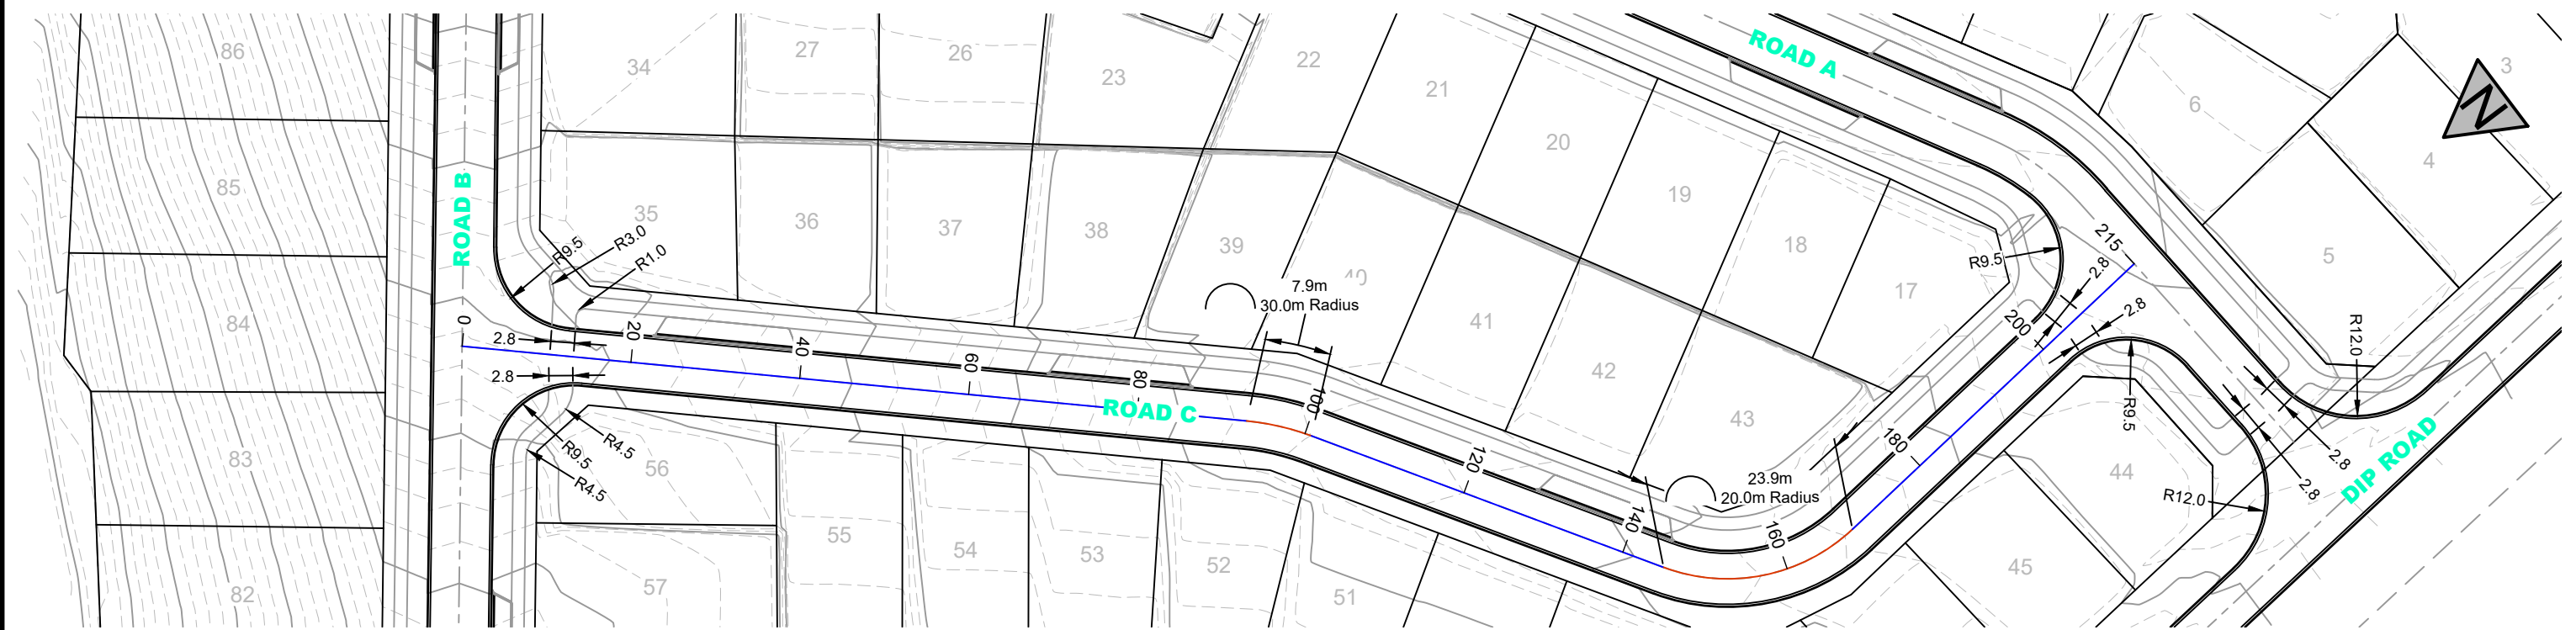 86
34
27
26
23
22
21
20
19
18
17
ROAD A
6
3
4
5
N
85
ROAD B
35
36
37
38
39
40
41
42
43
R9.5
R3.0
R1.0
84
0
2.8
2.8
20
40
60
80
100
120
140
160
180
200
215
7.9m
30.0m Radius
ROAD C
23.9m
20.0m Radius
R9.5
2.8
2.8
R12.0
R9.5
2.8
2.8
R12.0
DIP ROAD
44
45
83
R4.5
R9.5
R4.5
56
55
54
53
52
51
57
82